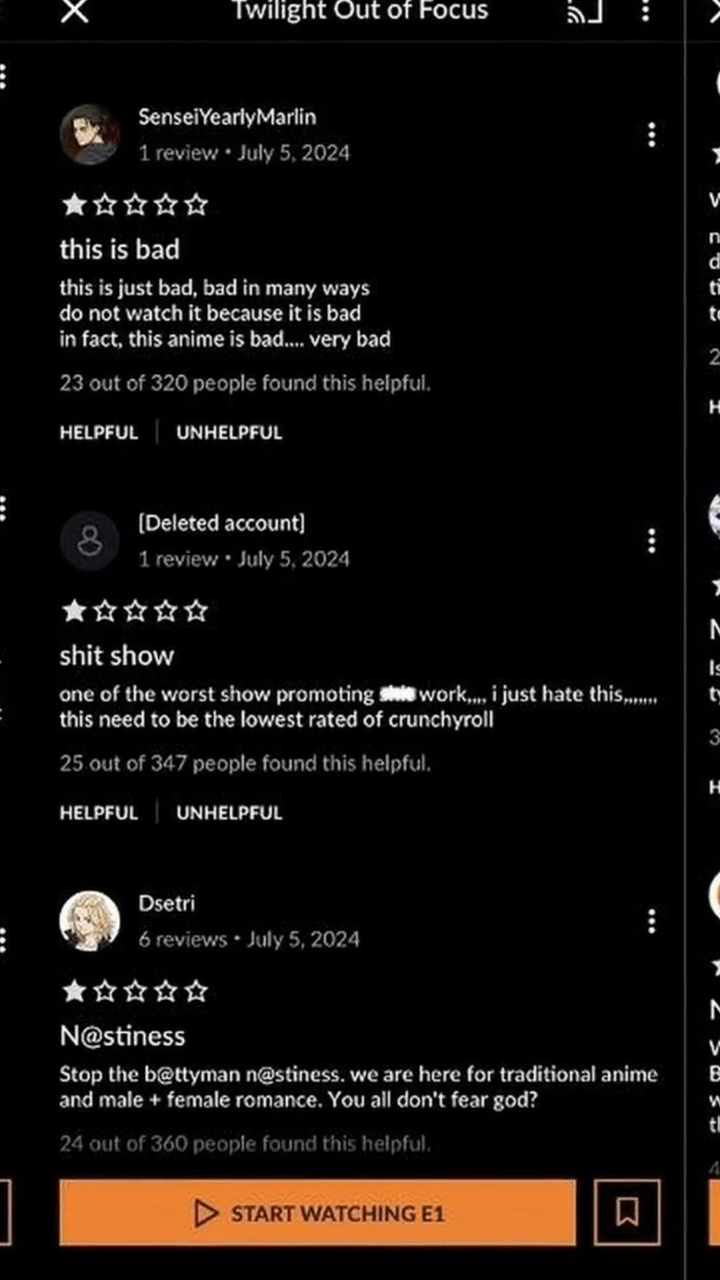 Twilight Out of Focus
SenseiYearlyMarlin
1 review • July 5, 2024
this is bad
this is just bad, bad in many ways
do not watch it because it is bad
in fact, this anime is bad.... very bad
23 out of 320 people found this helpful.
HELPFUL | UNHELPFUL
[Deleted account]
1 review • July 5, 2024
shit show
one of the worst show promoting work,,,, i just hate this,,,,,,,
this need to be the lowest rated of crunchyroll
25 out of 347 people found this helpful.
HELPFUL | UNHELPFUL
Dsetri
6 reviews • July 5, 2024
N@stiness
Stop the b@ttyman n@stiness. we are here for traditional anime
and male + female romance. You all don't fear god?
24 out of 360 people found this helpful.
START WATCHING E1